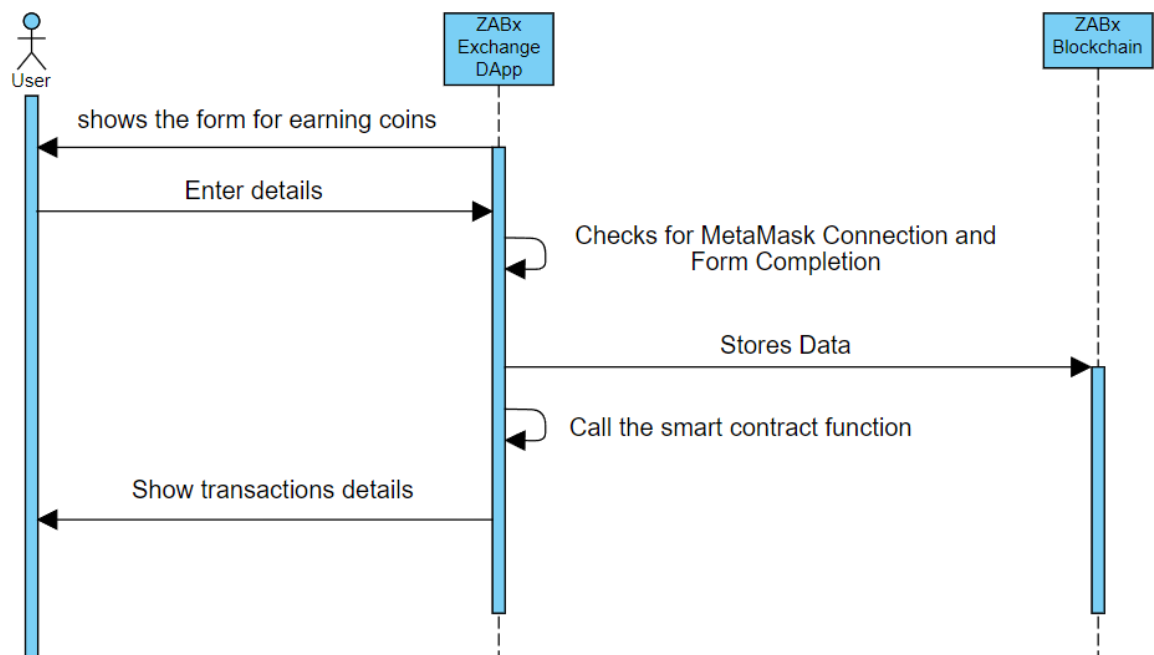 ZABx
Exchange
DApp
ZABx
Blockchain
User
shows the form for earning coins
Enter details
Checks for MetaMask Connection and
Form Completion
Stores Data
Call the smart contract function
Show transactions details